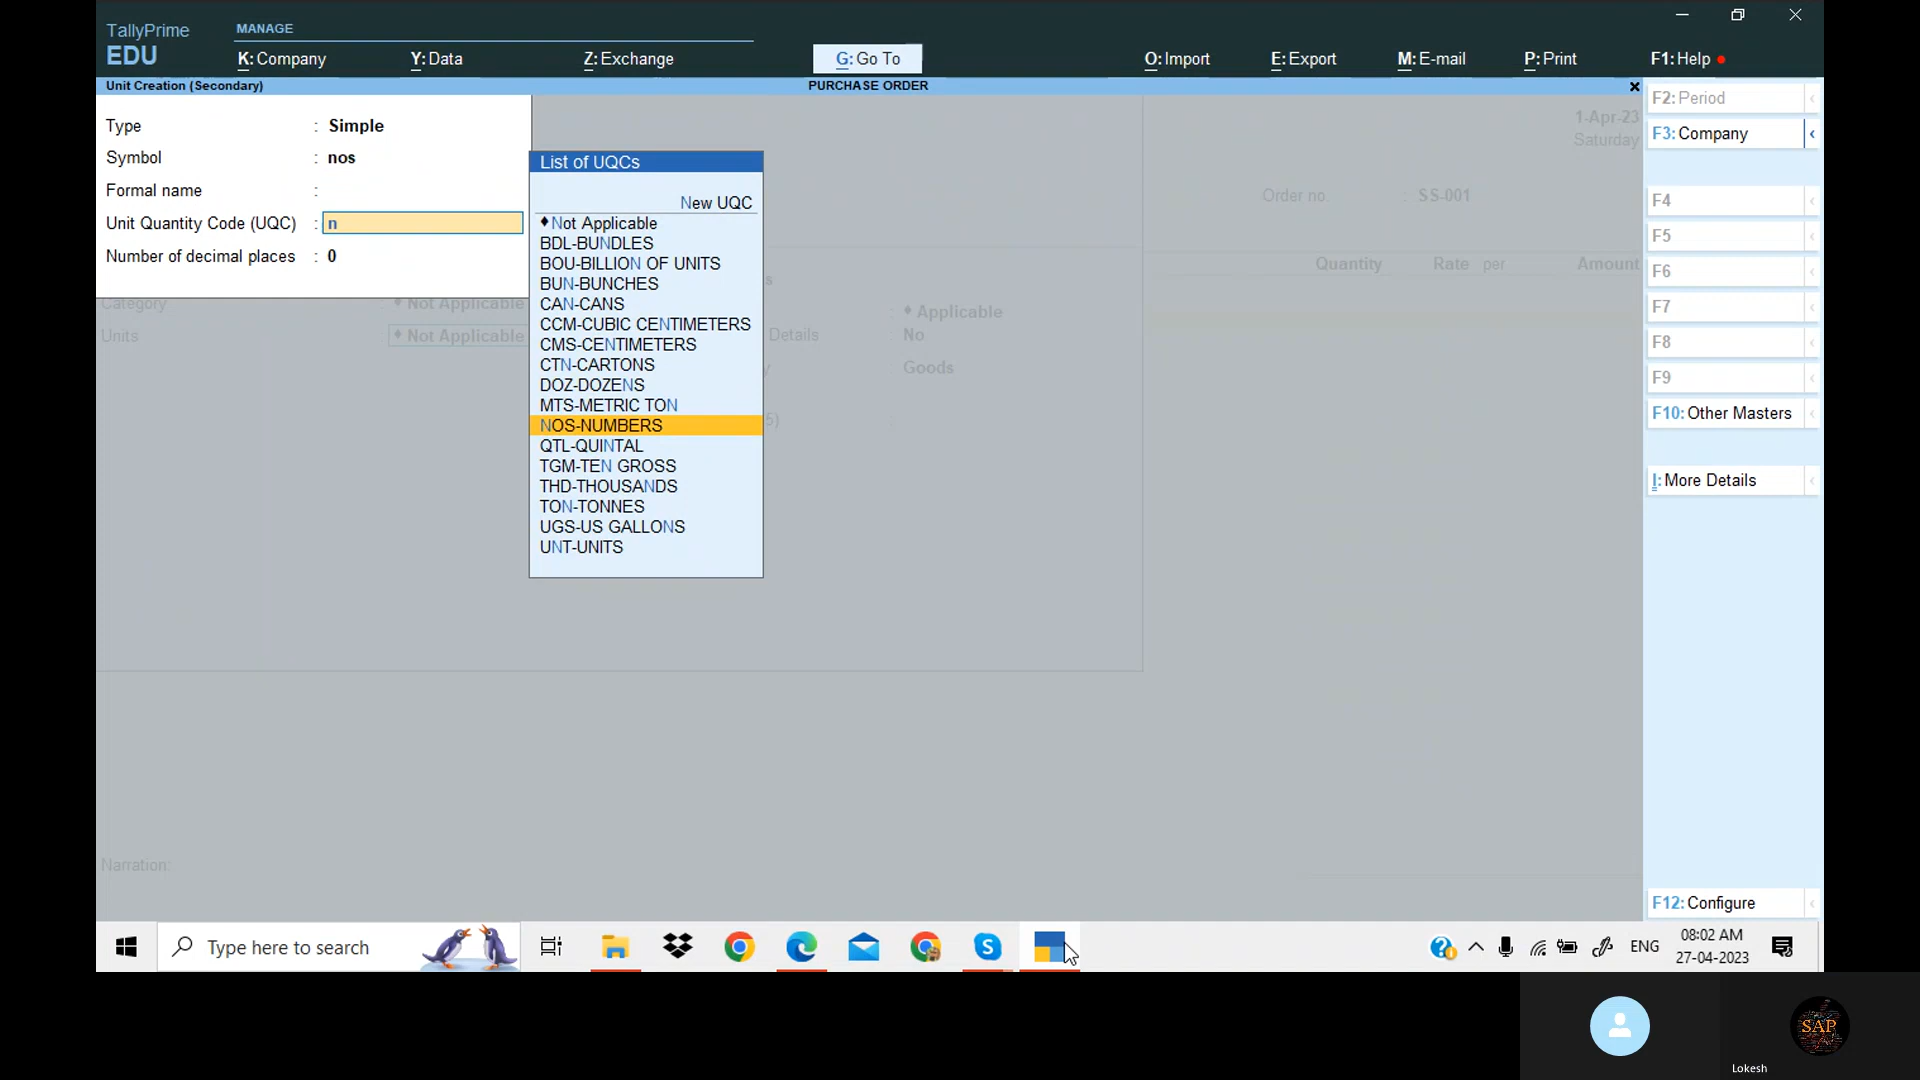 TallyPrime
EDU
MANAGE
K: Company
Y: Data
Z: Exchange
G: Go To
O: Import
E: Export
M: E-mail
P: Print
F1: Help
Unit Creation (Secondary)
PURCHASE ORDER
Type : Simple
Symbol : nos
Formal name :
Unit Quantity Code (UQC) : n
Number of decimal places : 0
List of UQCs
New UQC
♦ Not Applicable
BDL-BUNDLES
BOU-BILLION OF UNITS
BUN-BUNCHES
CAN-CANS
CCM-CUBIC CENTIMETERS
CMS-CENTIMETERS
CTN-CARTONS
DOZ-DOZENS
MTS-METRIC TON
NOS-NUMBERS
QTL-QUINTAL
TGM-TEN GROSS
THD-THOUSANDS
TON-TONNES
UGS-US GALLONS
UNT-UNITS
Category : ♦ Not Applicable
Units : ♦ Not Applicable
♦ Applicable
Details : No
Goods
1-Apr-23
Saturday
Order no. : SS-001
Quantity Rate per Amount
Narration:
F2: Period
F3: Company
F4
F5
F6
F7
F8
F9
F10: Other Masters
I: More Details
F12: Configure
Type here to search
ENG
08:02 AM
27-04-2023
SAP
Lokesh